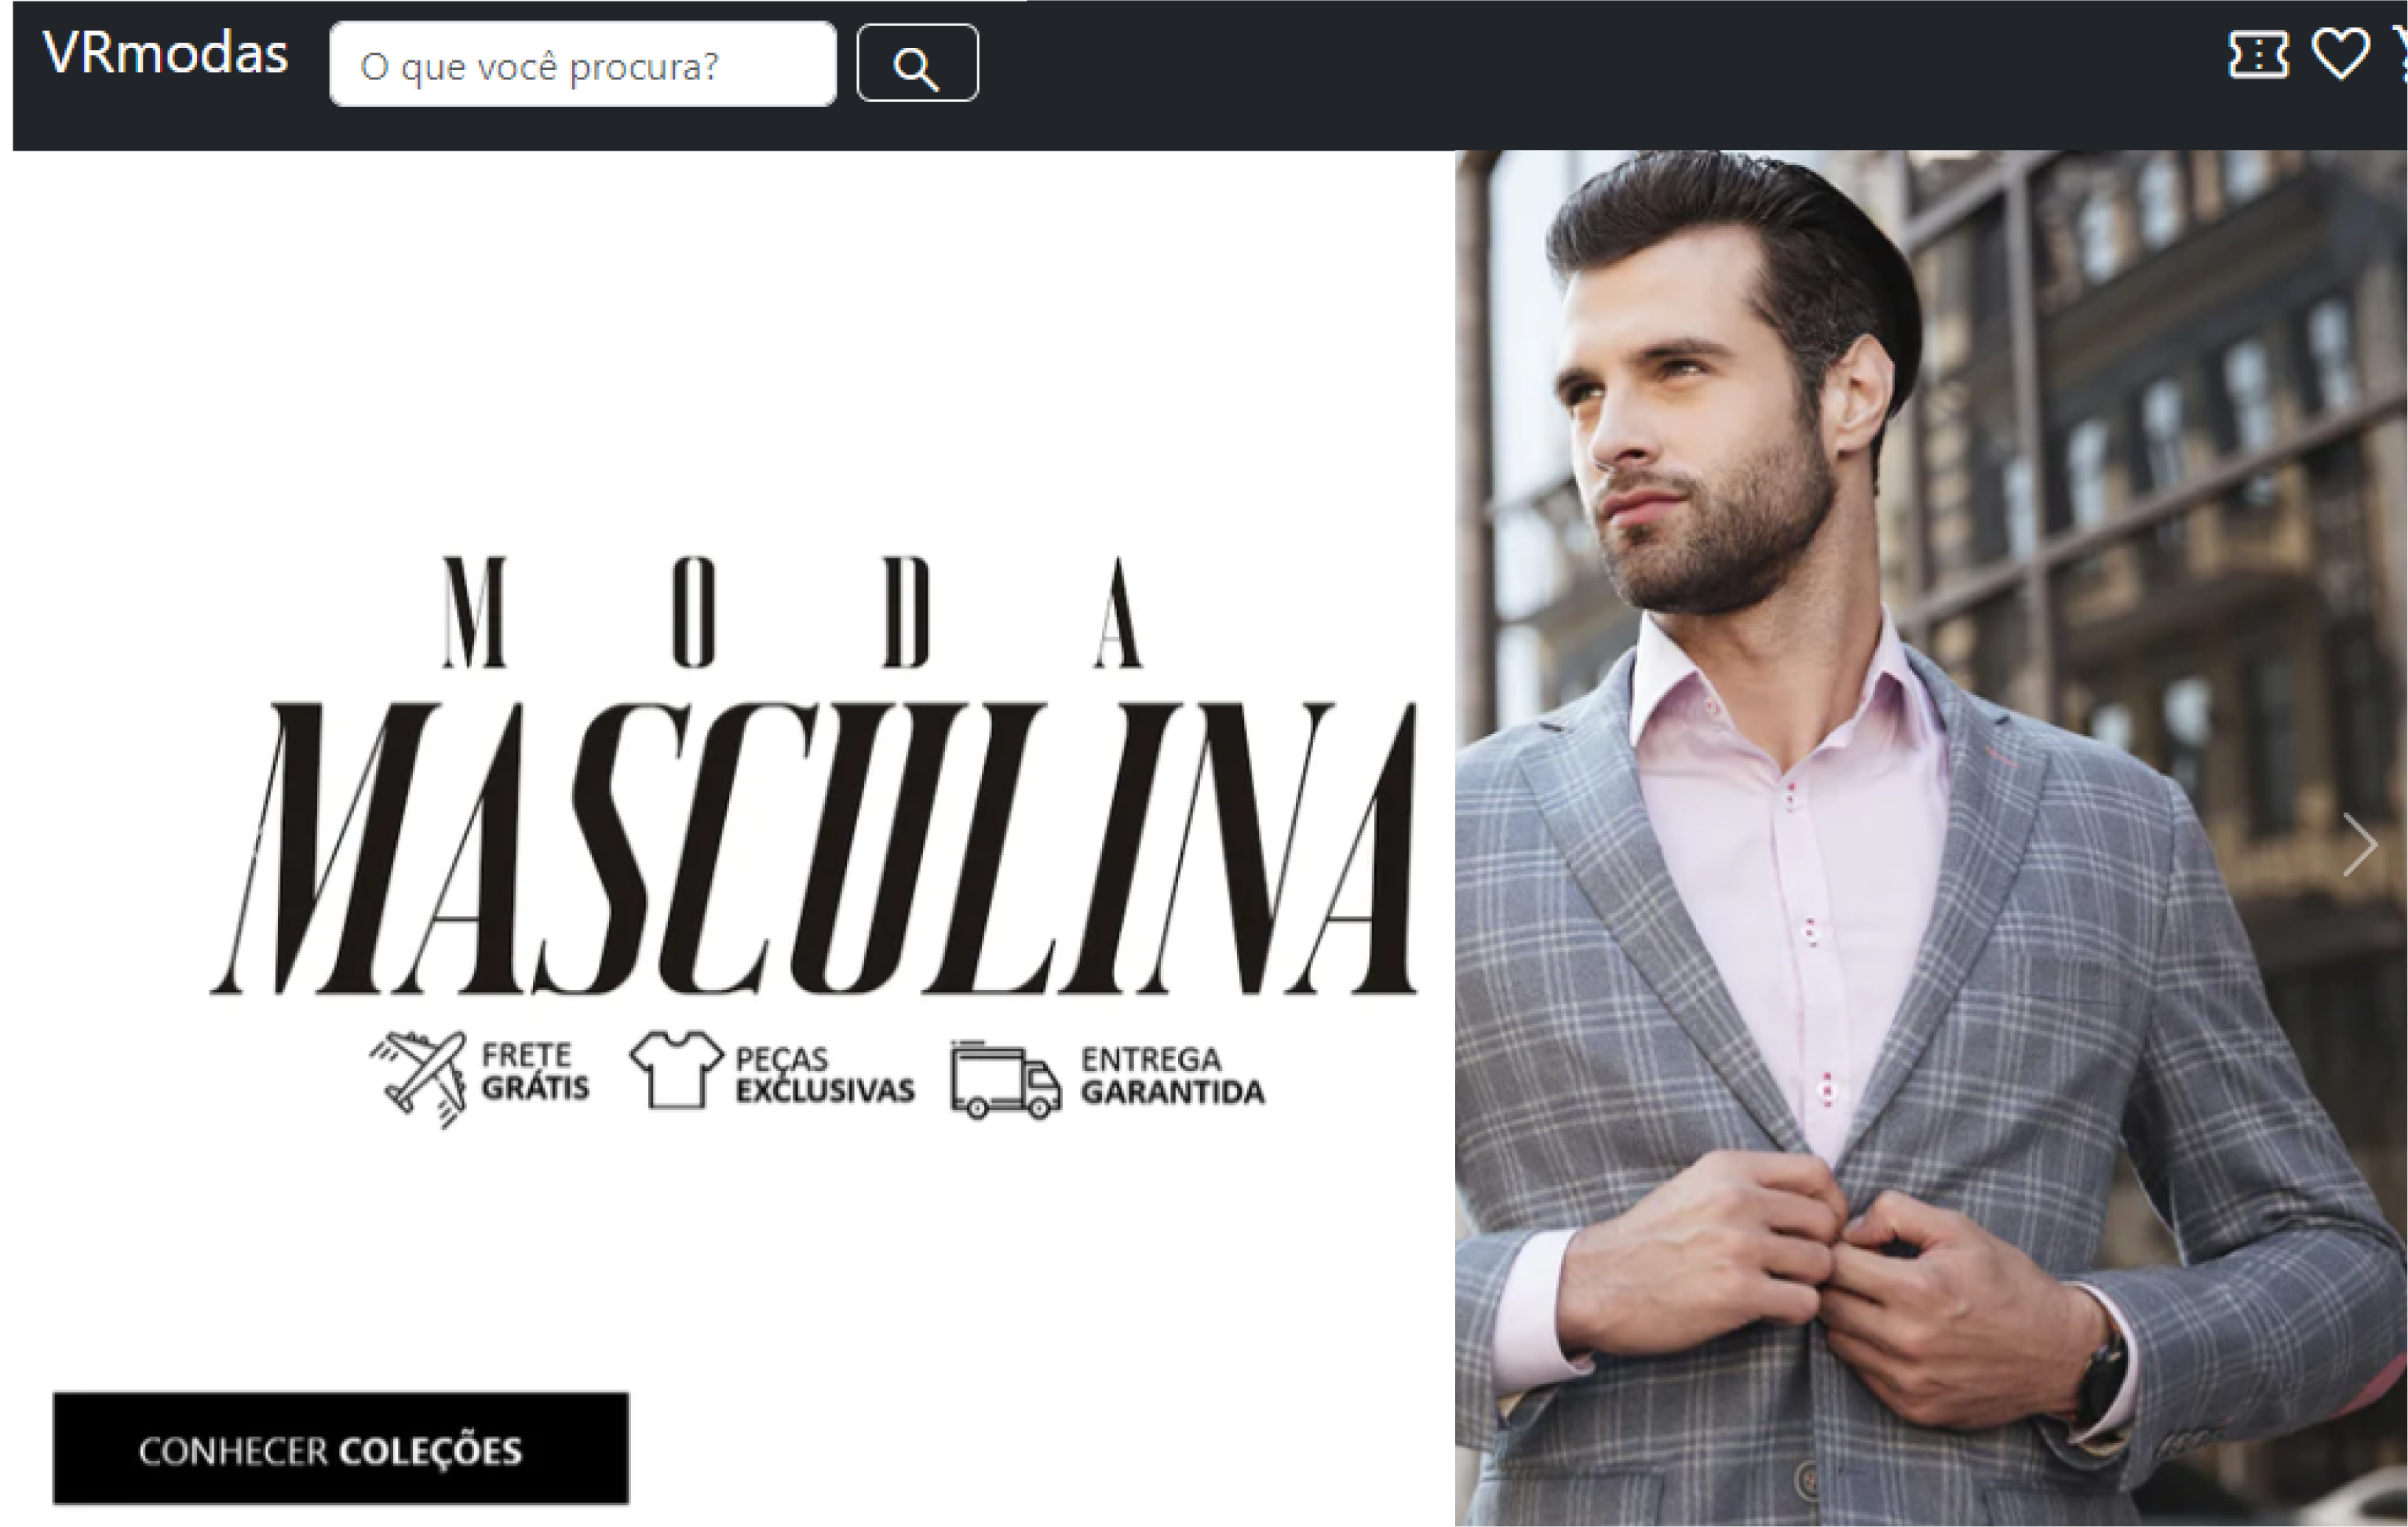 VRmodas
O que você procura?
MODA
MASCULINA
FRETE
GRÁTIS
PEÇAS
EXCLUSIVAS
ENTREGA
GARANTIDA
CONHECER COLEÇÕES